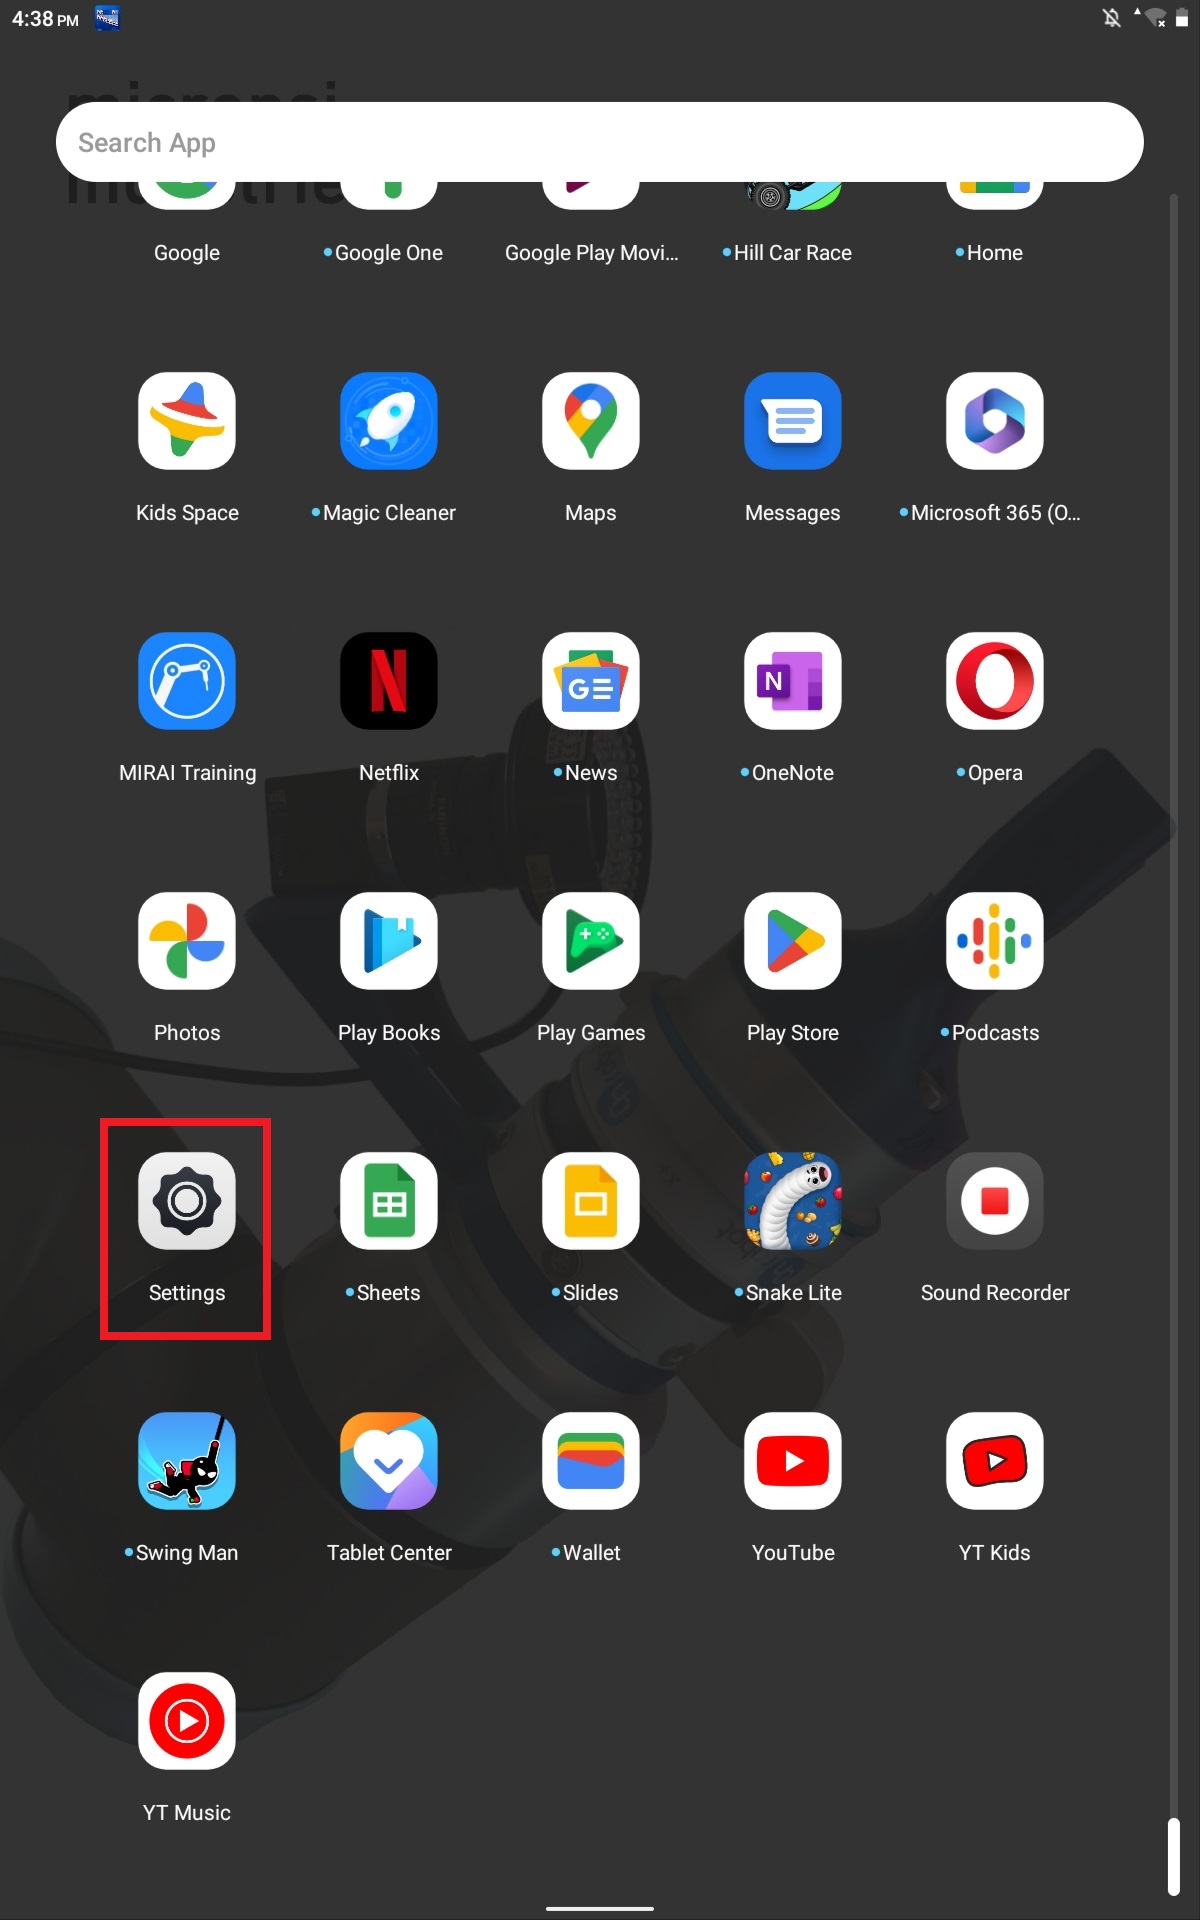 4:38 PM
Search App
Google
Google One
Google Play Movi...
Hill Car Race
Home
Kids Space
Magic Cleaner
Maps
Messages
Microsoft 365 (O...
MIRAI Training
Netflix
News
OneNote
Opera
Photos
Play Books
Play Games
Play Store
Podcasts
Settings
Sheets
Slides
Snake Lite
Sound Recorder
Swing Man
Tablet Center
Wallet
YouTube
YT Kids
YT Music